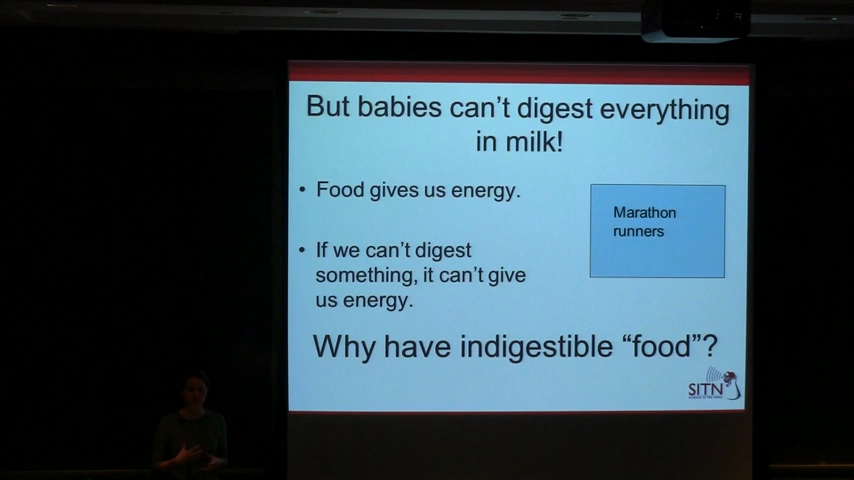 But babies can't digest everything
in milk!
• Food gives us energy.
• If we can't digest
something, it can't give
us energy.
Marathon
runners
Why have indigestible “food”?
SITN